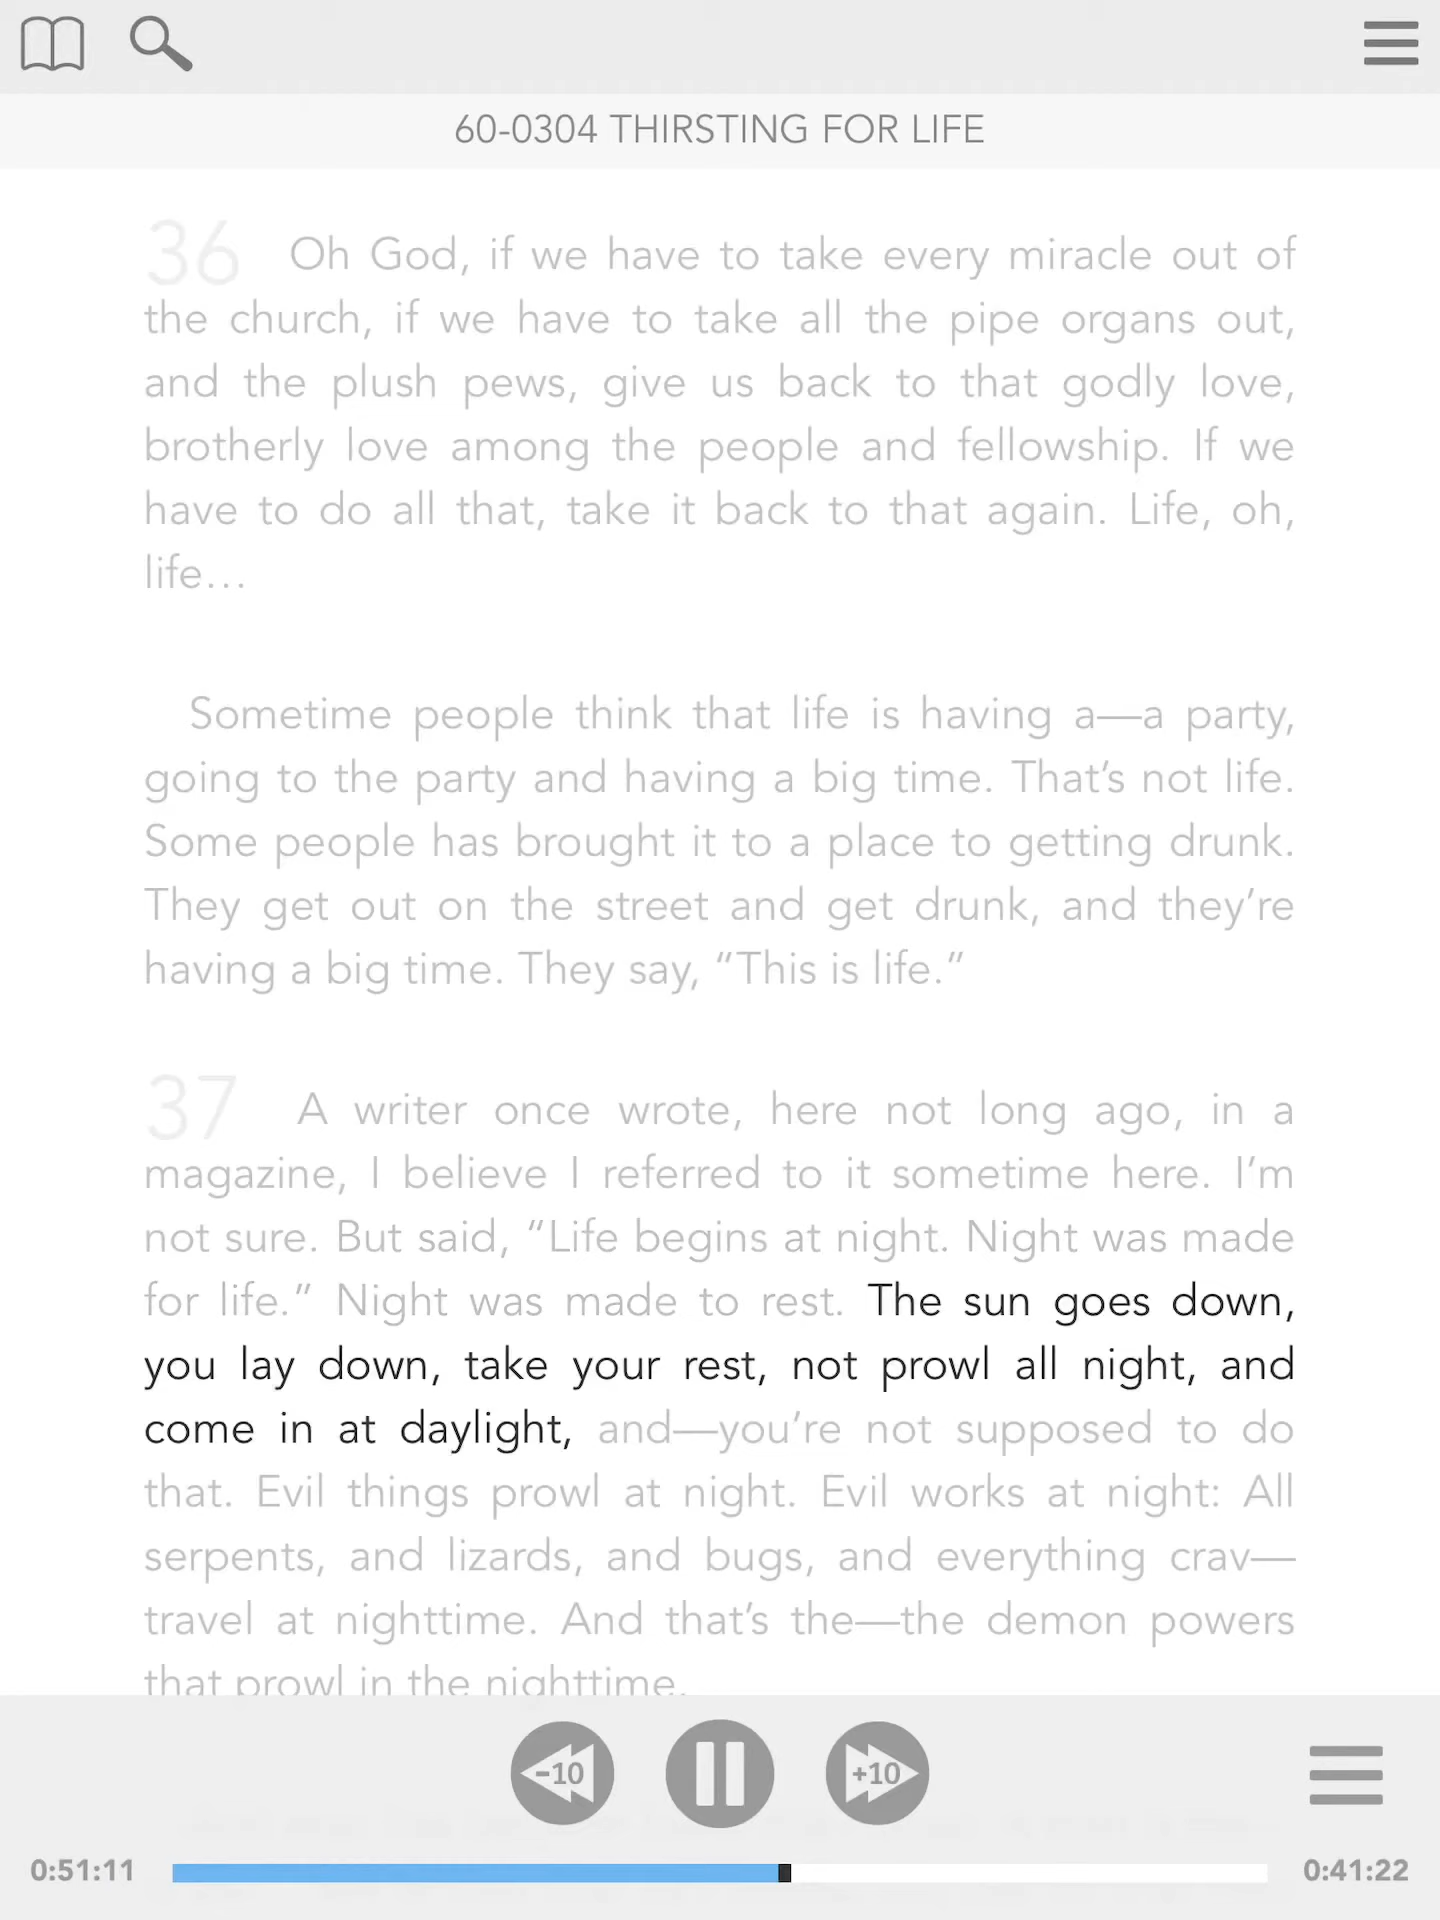 60-0304 THIRSTING FOR LIFE
36 Oh God, if we have to take every miracle out of
the church, if we have to take all the pipe organs out,
and the plush pews, give us back to that godly love,
brotherly love among the people and fellowship. If we
have to do all that, take it back to that again. Life, oh,
life…
Sometime people think that life is having a—a party,
going to the party and having a big time. That’s not life.
Some people has brought it to a place to getting drunk.
They get out on the street and get drunk, and they’re
having a big time. They say, “This is life.”
37 A writer once wrote, here not long ago, in a
magazine, I believe I referred to it sometime here. I’m
not sure. But said, “Life begins at night. Night was made
for life.” Night was made to rest. The sun goes down,
you lay down, take your rest, not prowl all night, and
come in at daylight, and—you’re not supposed to do
that. Evil things prowl at night. Evil works at night: All
serpents, and lizards, and bugs, and everything crav—
travel at nighttime. And that’s the—the demon powers
that prowl in the nighttime.
-10 +10
0:51:11 0:41:22